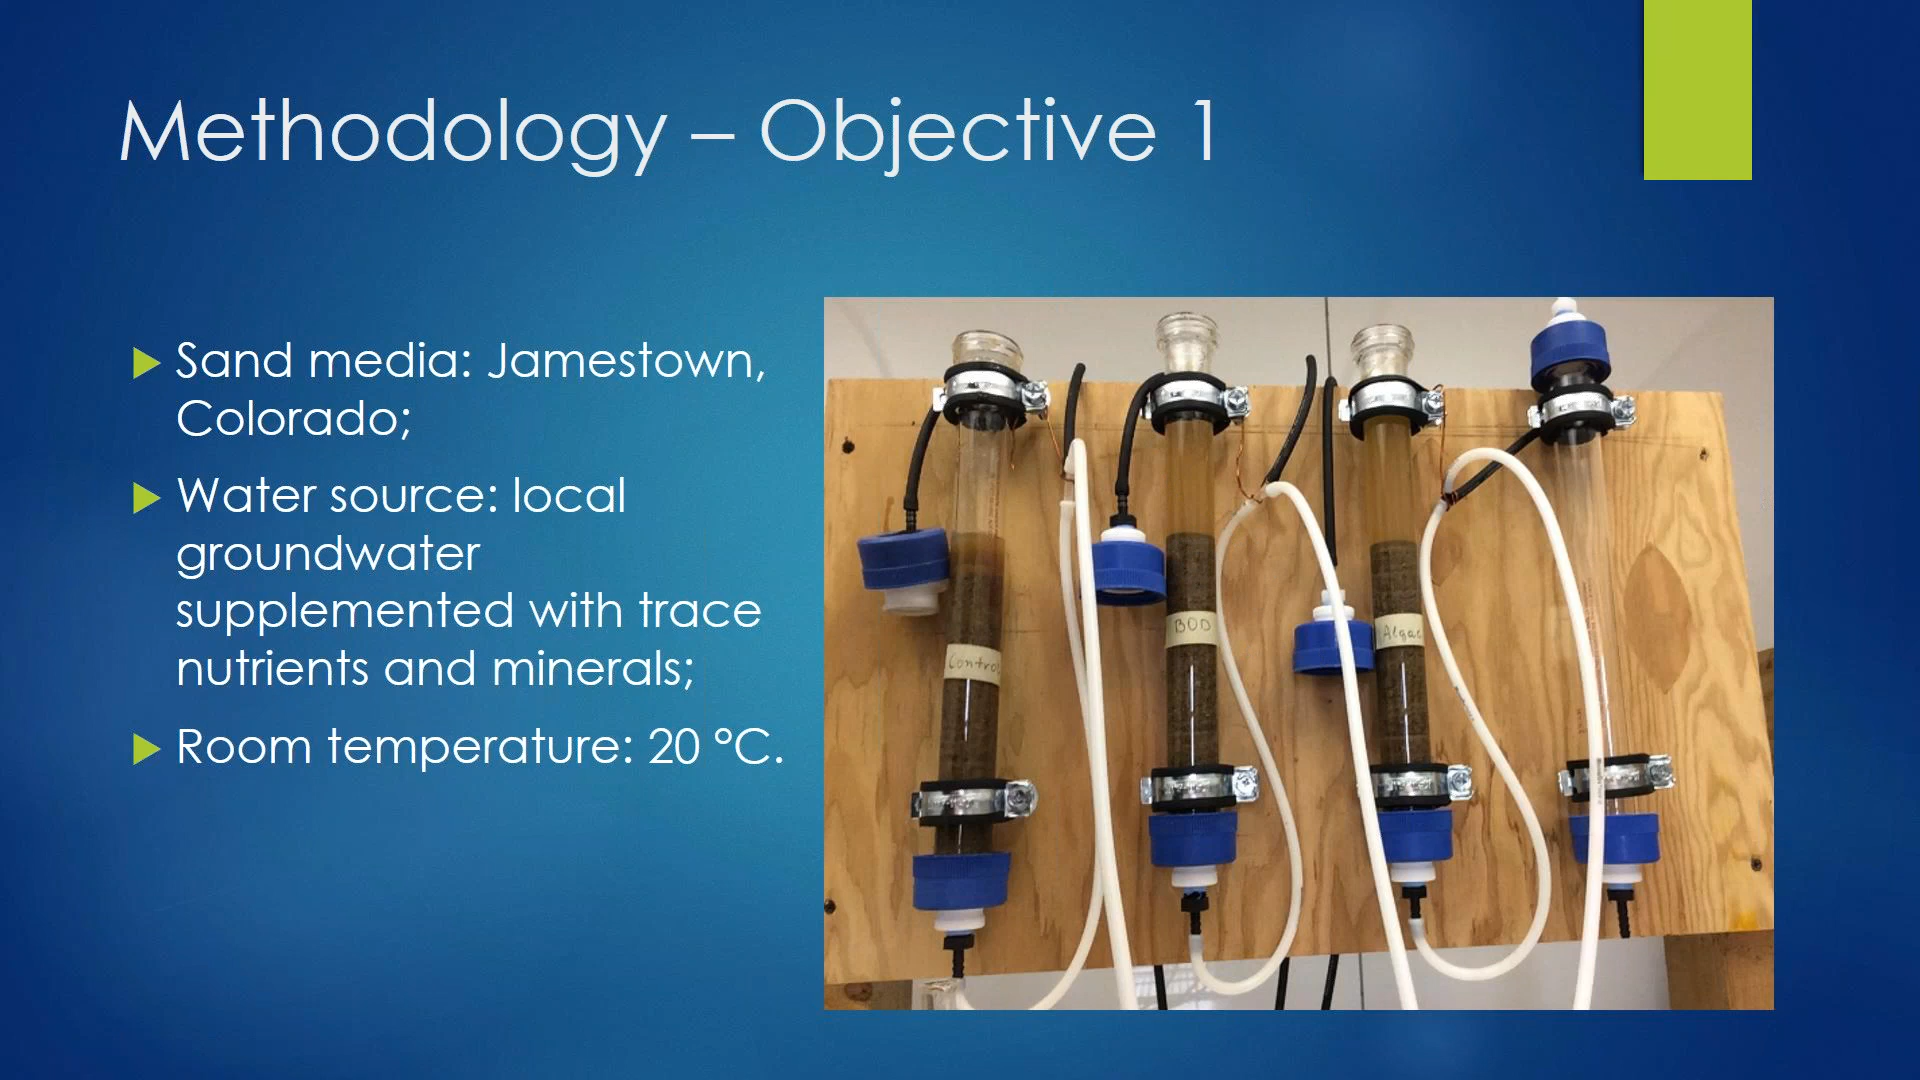 Methodology – Objective 1
Sand media: Jamestown,
Colorado;
Water source: local
groundwater
supplemented with trace
nutrients and minerals;
Room temperature: 20 °C.
Control
BOD
Algae